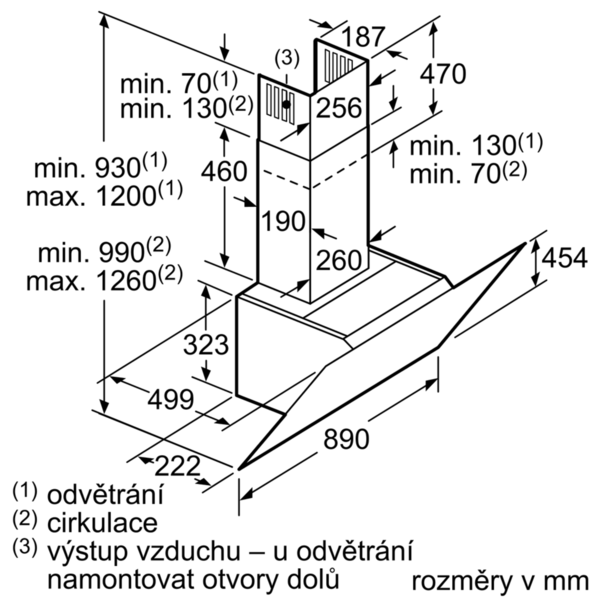 187
(3)
470
min. 70(1)
min. 130(2)
256
min. 130(1)
min. 70(2)
min. 930(1)
max. 1200(1)
460
190
min. 990(2)
max. 1260(2)
260
454
323
499
890
222
(1) odvětrání
(2) cirkulace
(3) výstup vzduchu – u odvětrání
namontovat otvory dolů
rozměry v mm